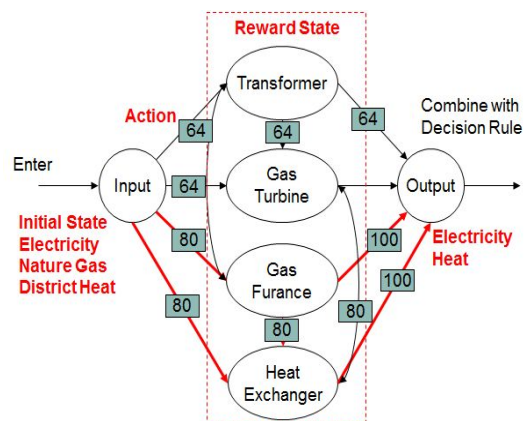 Reward State
Transformer
Action
64
64
64
Combine with
Decision Rule
Enter
Input
64
Gas
Turbine
Output
Initial State
Electricity
Nature Gas
District Heat
80
Gas
Furance
100
Electricity
Heat
80
80
80
100
Heat
Exchanger